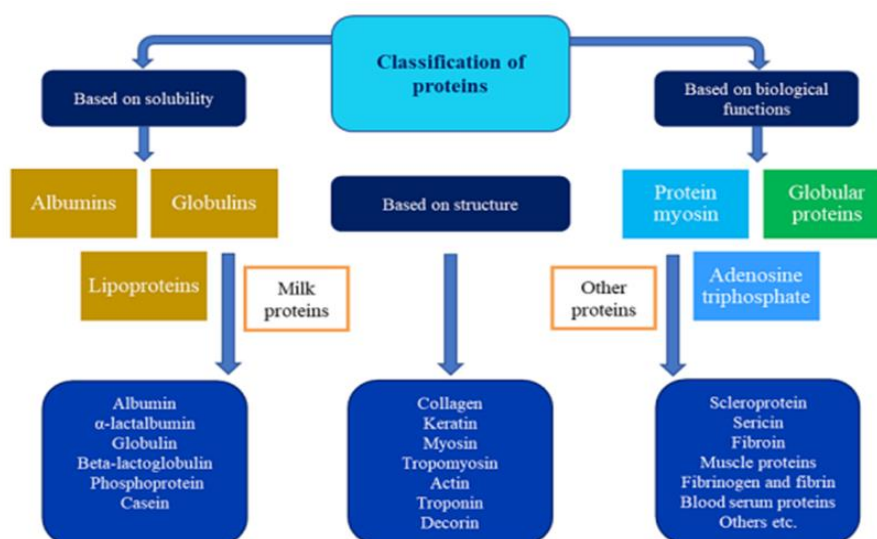 Classification of
proteins
Based on solubility
Based on biological
functions
Albumins
Globulins
Lipoproteins
Based on structure
Protein
myosin
Globular
proteins
Adenosine
triphosphate
Milk
proteins
Other
proteins
Albumin
α-lactalbumin
Globulin
Beta-lactoglobulin
Phosphoprotein
Casein
Collagen
Keratin
Myosin
Tropomyosin
Actin
Troponin
Decorin
Scleroprotein
Sericin
Fibroin
Muscle proteins
Fibrinogen and fibrin
Blood serum proteins
Others etc.